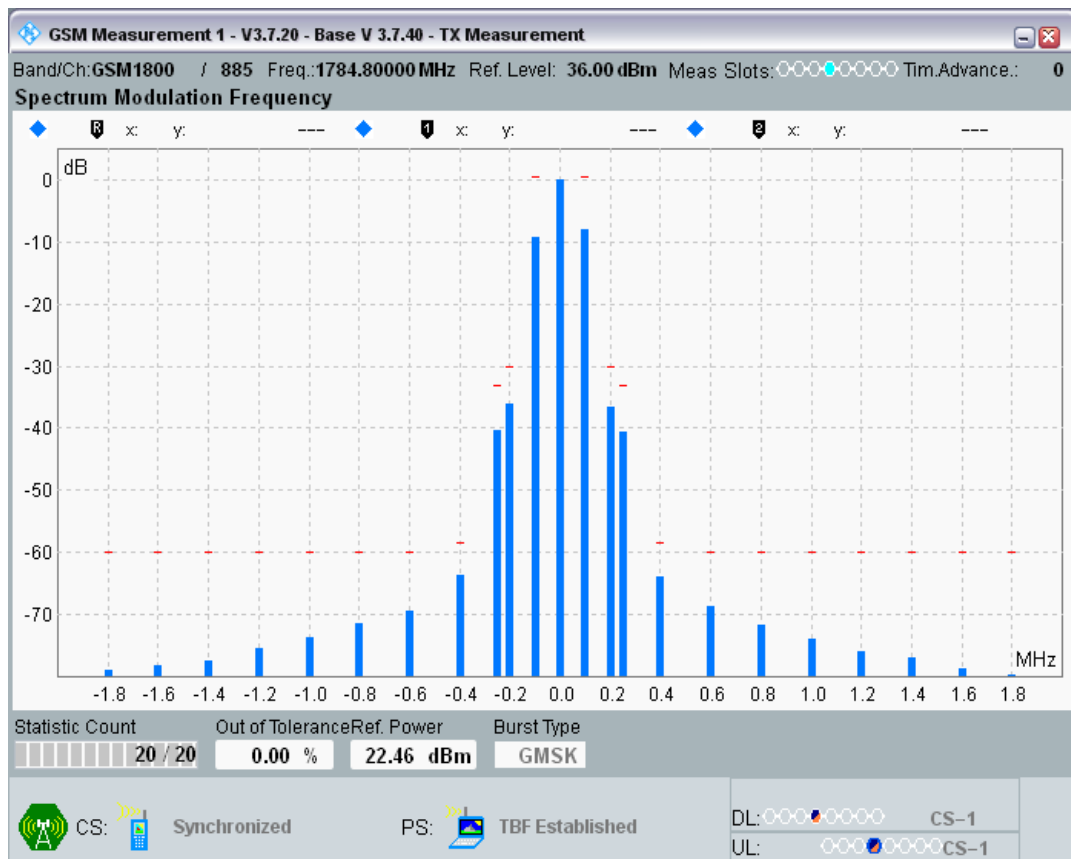 GSM Measurement 1 - V3.7.20 - Base V 3.7.40 - TX Measurement
Band/Ch:GSM1800 / 885 Freq.:1784.80000 MHz Ref. Level: 36.00 dBm Meas Slots: Tim.Advance.: 0
Spectrum Modulation Frequency
R x: y: --- 1 x: y: --- 2 x: y: ---
dB
0
-10
-20
-30
-40
-50
-60
-70
MHz
-1.8 -1.6 -1.4 -1.2 -1.0 -0.8 -0.6 -0.4 -0.2 0.0 0.2 0.4 0.6 0.8 1.0 1.2 1.4 1.6 1.8
Statistic Count Out of Tolerance Ref. Power Burst Type
20 / 20 0.00 % 22.46 dBm GMSK
CS: Synchronized PS: TBF Established
DL: CS-1
UL: CS-1